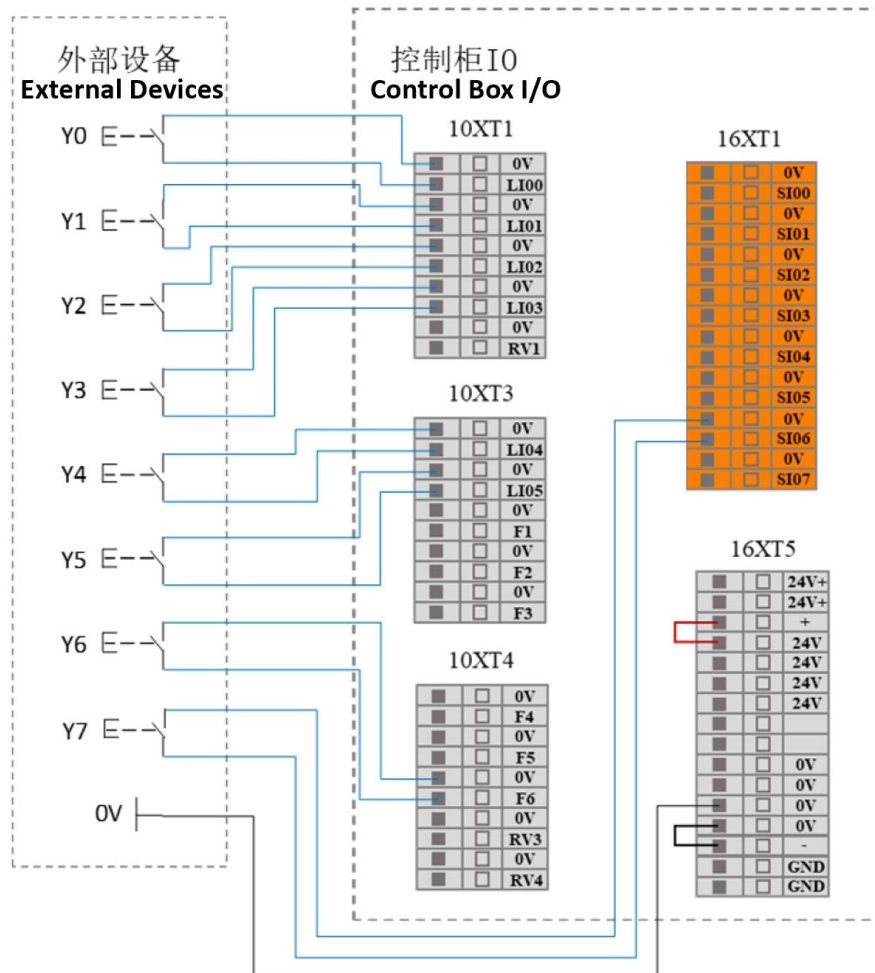 外部设备
External Devices
Y0
Y1
Y2
Y3
Y4
Y5
Y6
Y7
0V
控制柜IO
Control Box I/O
10XT1
0V
LI00
0V
LI01
0V
LI02
0V
LI03
0V
RV1
10XT3
0V
LI04
0V
LI05
0V
F1
0V
F2
0V
F3
10XT4
0V
F4
0V
F5
0V
F6
0V
RV3
0V
RV4
16XT1
0V
SI00
0V
SI01
0V
SI02
0V
SI03
0V
SI04
0V
SI05
0V
SI06
0V
SI07
16XT5
24V+
24V+
+
24V
24V
24V
24V
0V
0V
0V
0V
-
GND
GND